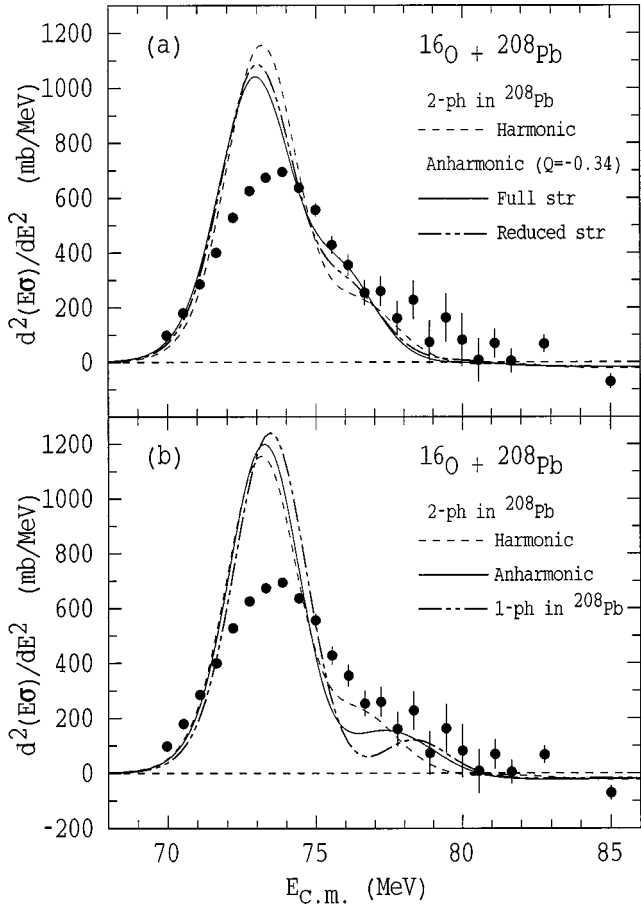 (a)
¹⁶O + ²⁰⁸Pb
2-ph in ²⁰⁸Pb
Harmonic
Anharmonic (Q=-0.34)
Full str
Reduced str
d²(Eσ)/dE² (mb/MeV)
1200
1000
800
600
400
200
0
(b)
¹⁶O + ²⁰⁸Pb
2-ph in ²⁰⁸Pb
Harmonic
Anharmonic
1-ph in ²⁰⁸Pb
d²(Eσ)/dE² (mb/MeV)
1200
1000
800
600
400
200
0
-200
70 75 80 85
E_C.m. (MeV)